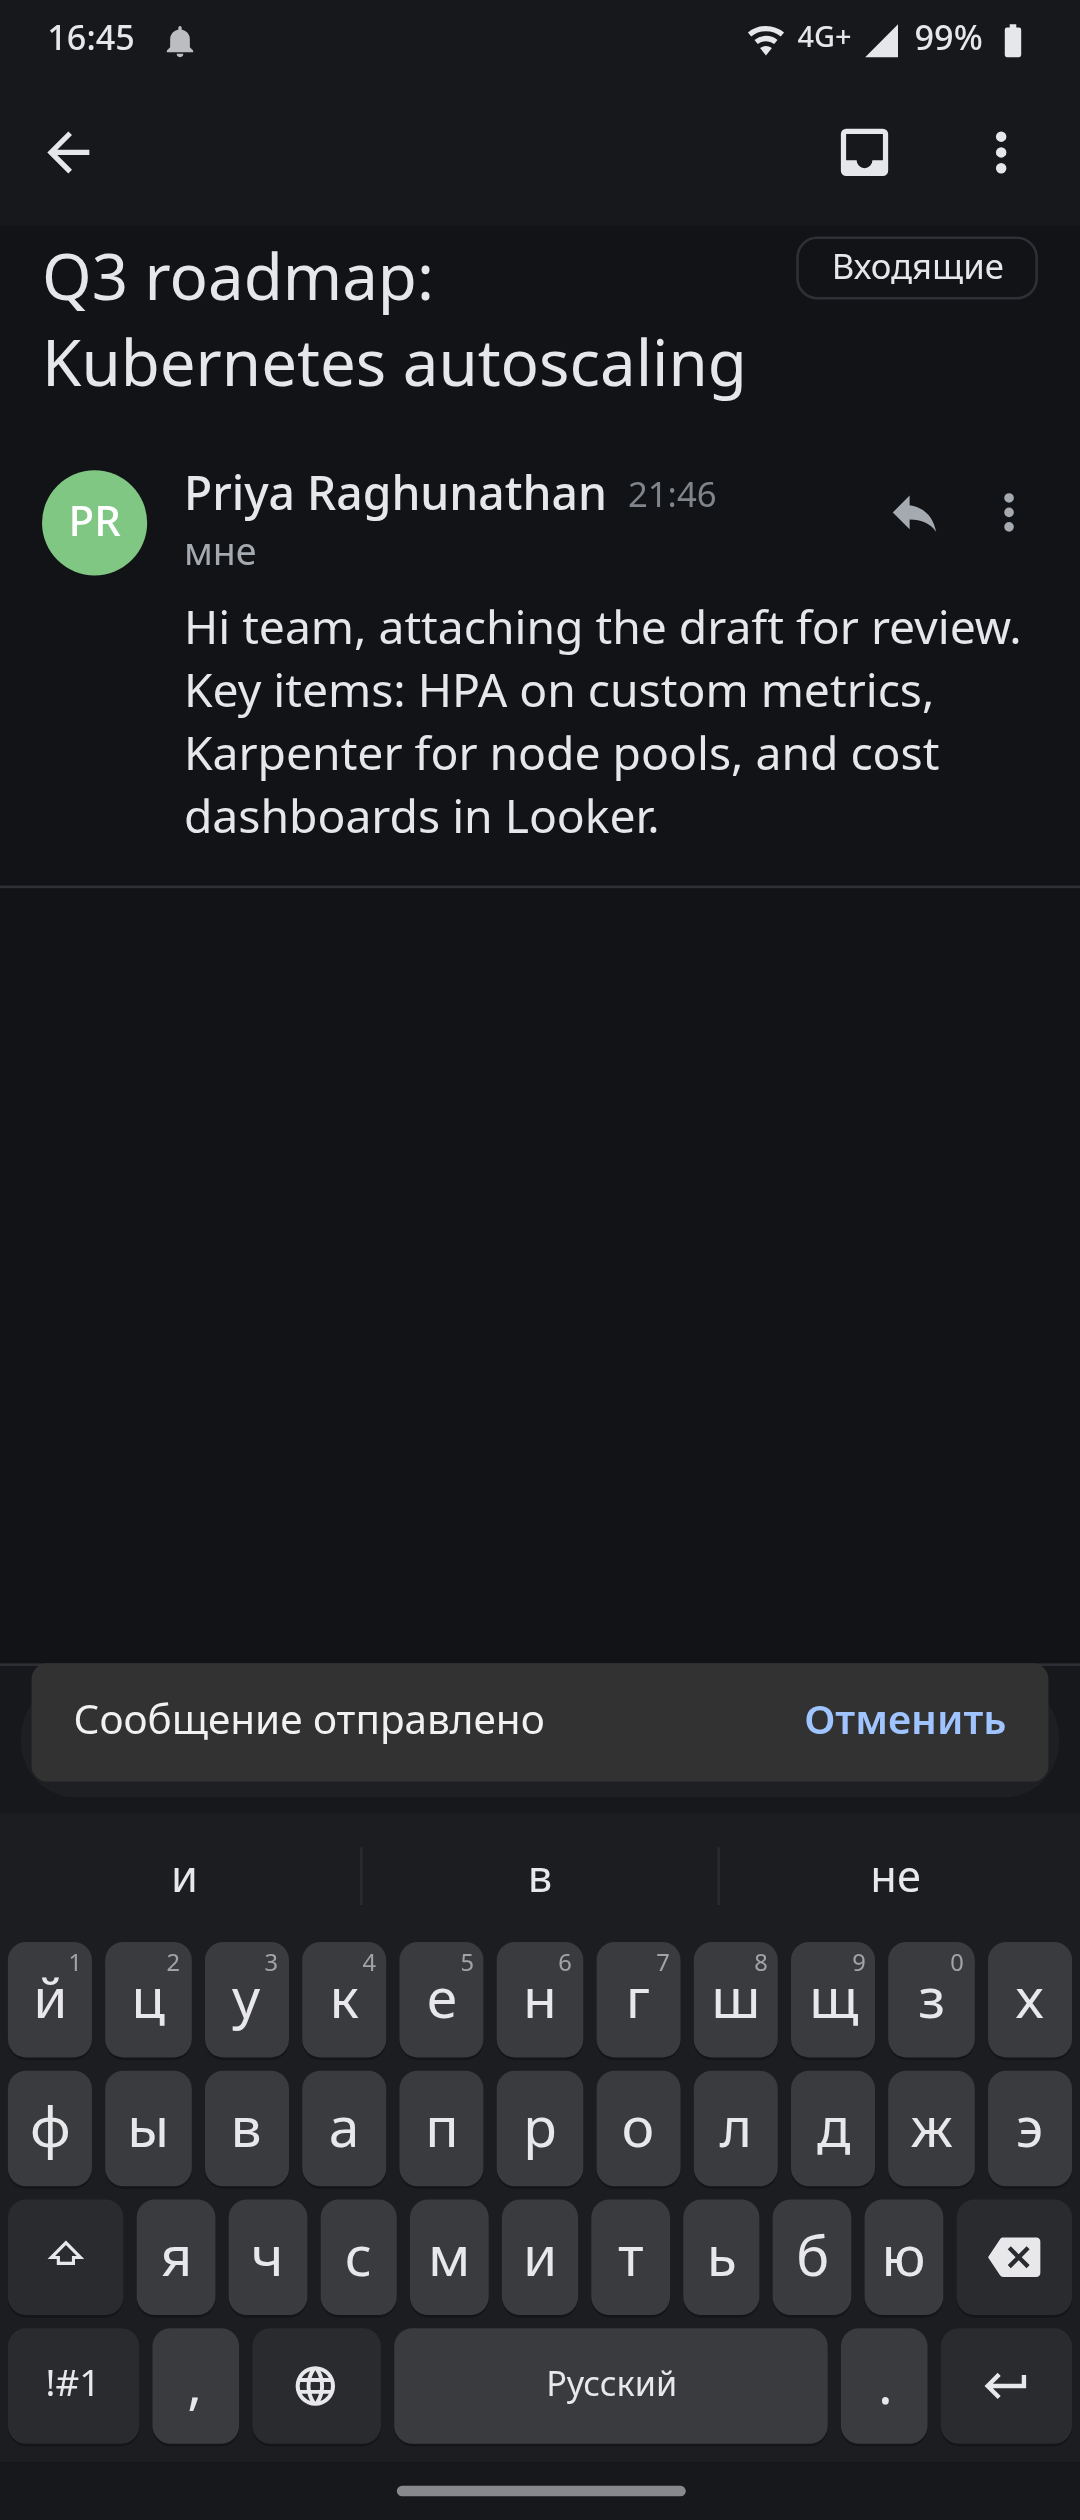 16:45 4G+ 99%
Q3 roadmap:
Kubernetes autoscaling
Входящие
PR
Priya Raghunathan 21:46
мне
Hi team, attaching the draft for review.
Key items: HPA on custom metrics,
Karpenter for node pools, and cost
dashboards in Looker.
Сообщение отправлено Отменить
и в не
1 2 3 4 5 6 7 8 9 0
й ц у к е н г ш щ з х
ф ы в а п р о л д ж э
я ч с м и т ь б ю
!#1 , Русский .